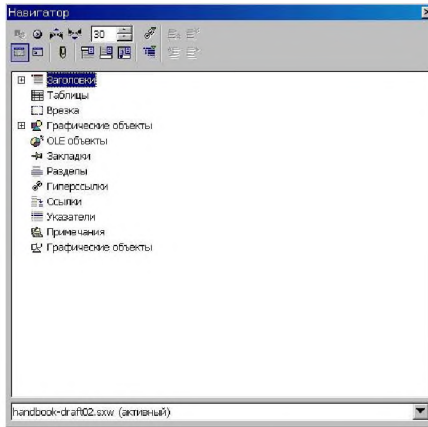 Навигатор
30
Заголовки
Таблицы
Врезка
Графические объекты
OLE объекты
Закладки
Разделы
Гиперссылки
Ссылки
Указатели
Примечания
Графические объекты
handbook-draft02.sxw (активный)